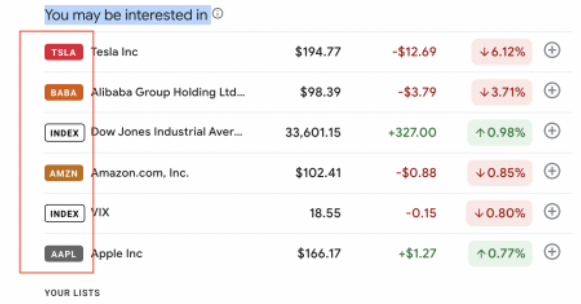 You may be interested in
TSLA Tesla Inc $194.77 -$12.69 ↓6.12%
BABA Alibaba Group Holding Ltd... $98.39 -$3.79 ↓3.71%
INDEX Dow Jones Industrial Aver... 33,601.15 +327.00 ↑0.98%
AMZN Amazon.com, Inc. $102.41 -$0.88 ↓0.85%
INDEX VIX 18.55 -0.15 ↓0.80%
AAPL Apple Inc $166.17 +$1.27 ↑0.77%
YOUR LISTS